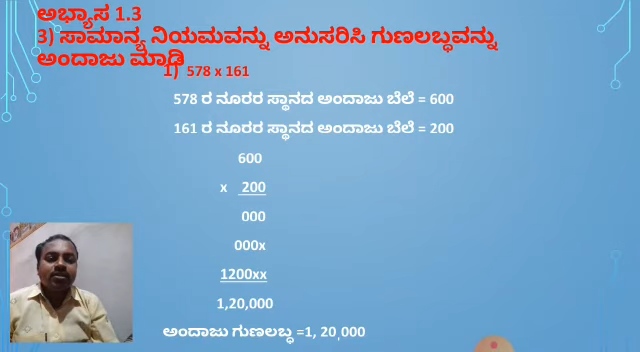 ಅಭ್ಯಾಸ 1.3
3) ಸಾಮಾನ್ಯ ನಿಯಮವನ್ನು ಅನುಸರಿಸಿ ಗುಣಲಬ್ಧವನ್ನು
ಅಂದಾಜು ಮಾಡಿ
1) 578 x 161
578 ರ ನೂರರ ಸ್ಥಾನದ ಅಂದಾಜು ಬೆಲೆ = 600
161 ರ ನೂರರ ಸ್ಥಾನದ ಅಂದಾಜು ಬೆಲೆ = 200
600
x 200
000
000x
1200xx
1,20,000
ಅಂದಾಜು ಗುಣಲಬ್ಧ =1, 20,000